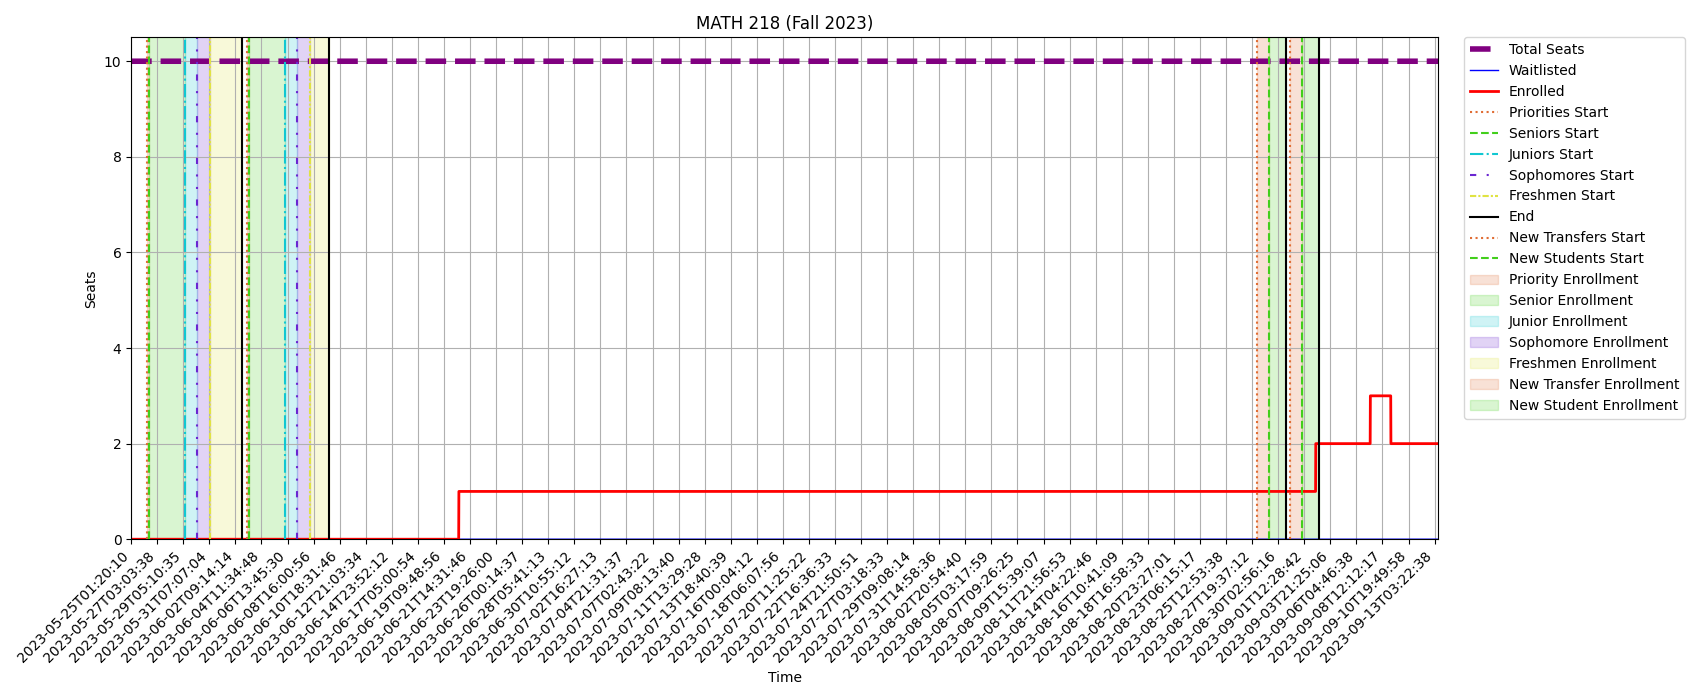 MATH 218 (Fall 2023)
10
8
6
4
2
0
Seats
2023-05-25T01:20:10
2023-05-27T03:03:38
2023-05-29T05:10:35
2023-05-31T07:07:04
2023-06-02T09:14:14
2023-06-04T11:34:48
2023-06-06T13:45:30
2023-06-08T16:00:56
2023-06-10T18:31:46
2023-06-12T21:03:34
2023-06-14T23:52:12
2023-06-17T05:00:54
2023-06-19T09:48:56
2023-06-21T14:31:46
2023-06-23T19:26:00
2023-06-26T00:14:37
2023-06-28T05:41:13
2023-06-30T10:55:12
2023-07-02T16:27:13
2023-07-04T21:31:37
2023-07-07T02:43:22
2023-07-09T08:13:40
2023-07-11T13:29:28
2023-07-13T18:40:39
2023-07-16T00:04:12
2023-07-18T06:07:56
2023-07-20T11:25:22
2023-07-22T16:36:33
2023-07-24T21:50:51
2023-07-27T03:18:33
2023-07-29T09:08:14
2023-07-31T14:58:36
2023-08-02T20:54:40
2023-08-05T03:17:59
2023-08-07T09:26:25
2023-08-09T15:39:07
2023-08-11T21:56:53
2023-08-14T04:22:46
2023-08-16T10:41:09
2023-08-18T16:58:33
2023-08-20T23:27:01
2023-08-23T06:15:17
2023-08-25T12:53:38
2023-08-27T19:37:12
2023-08-30T02:56:16
2023-09-01T12:28:42
2023-09-03T21:25:06
2023-09-06T04:46:38
2023-09-08T12:12:17
2023-09-10T19:49:58
2023-09-13T03:22:38
Time
Total Seats
Waitlisted
Enrolled
Priorities Start
Seniors Start
Juniors Start
Sophomores Start
Freshmen Start
End
New Transfers Start
New Students Start
Priority Enrollment
Senior Enrollment
Junior Enrollment
Sophomore Enrollment
Freshmen Enrollment
New Transfer Enrollment
New Student Enrollment